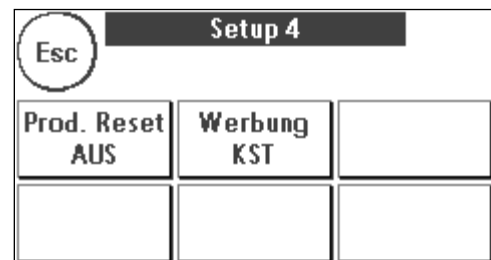 Esc
Setup 4
Prod. Reset
AUS
Werbung
KST